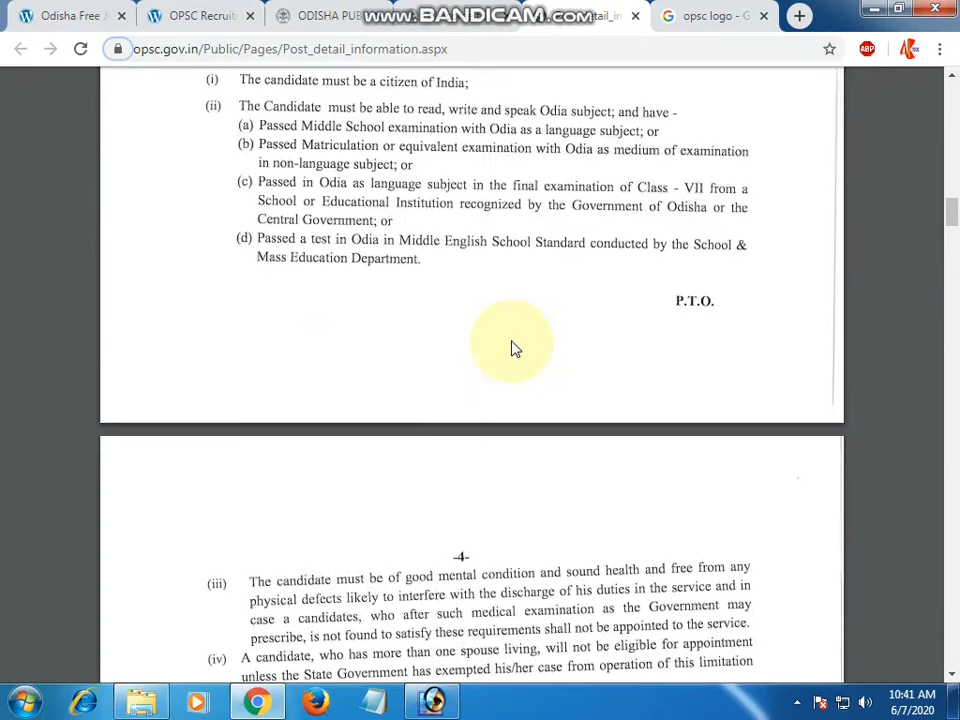 Odisha Free J
OPSC Recruit
ODISHA PU
www.BANDICAM.com
tail_in
opsc logo - G
opsc.gov.in/Public/Pages/Post_detail_information.aspx
ABP
(i) The candidate must be a citizen of India;
(ii) The Candidate must be able to read, write and speak Odia subject; and have -
(a) Passed Middle School examination with Odia as a language subject; or
(b) Passed Matriculation or equivalent examination with Odia as medium of examination
in non-language subject; or
(c) Passed in Odia as language subject in the final examination of Class - VII from a
School or Educational Institution recognized by the Government of Odisha or the
Central Government; or
(d) Passed a test in Odia in Middle English School Standard conducted by the School &
Mass Education Department.
P.T.O.
-4-
(iii) The candidate must be of good mental condition and sound health and free from any
physical defects likely to interfere with the discharge of his duties in the service and in
case a candidates, who after such medical examination as the Government may
prescribe, is not found to satisfy these requirements shall not be appointed to the service.
(iv) A candidate, who has more than one spouse living, will not be eligible for appointment
unless the State Government has exempted his/her case from operation of this limitation
10:41 AM
6/7/2020